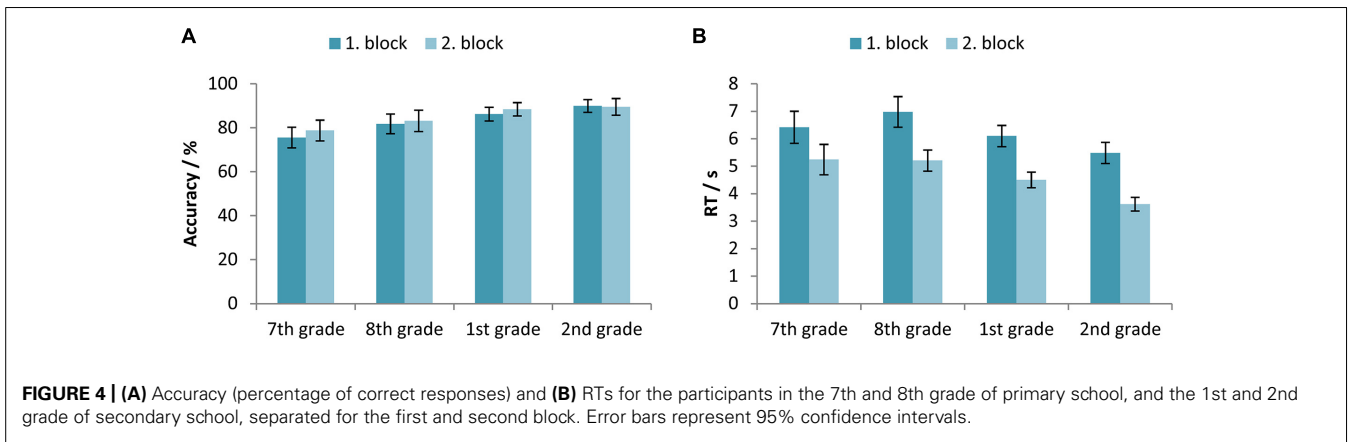 A
1. block 2. block
100
80
60
40
20
0
Accuracy / %
7th grade 8th grade 1st grade 2nd grade
B
1. block 2. block
8
7
6
5
4
3
2
1
0
RT / s
7th grade 8th grade 1st grade 2nd grade
FIGURE 4 | (A) Accuracy (percentage of correct responses) and (B) RTs for the participants in the 7th and 8th grade of primary school, and the 1st and 2nd
grade of secondary school, separated for the first and second block. Error bars represent 95% confidence intervals.